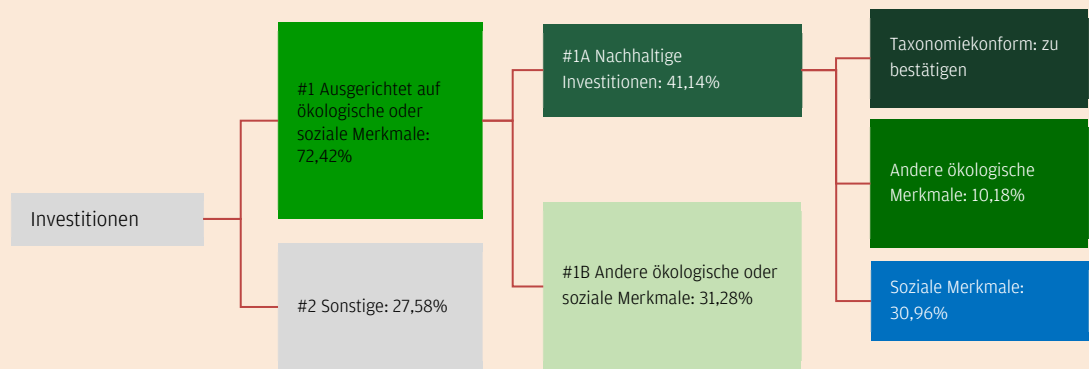 Investitionen
#1 Ausgerichtet auf
ökologische oder
soziale Merkmale:
72,42%
#2 Sonstige: 27,58%
#1A Nachhaltige
Investitionen: 41,14%
#1B Andere ökologische oder
soziale Merkmale: 31,28%
Taxonomiekonform: zu
bestätigen
Andere ökologische
Merkmale: 10,18%
Soziale Merkmale:
30,96%